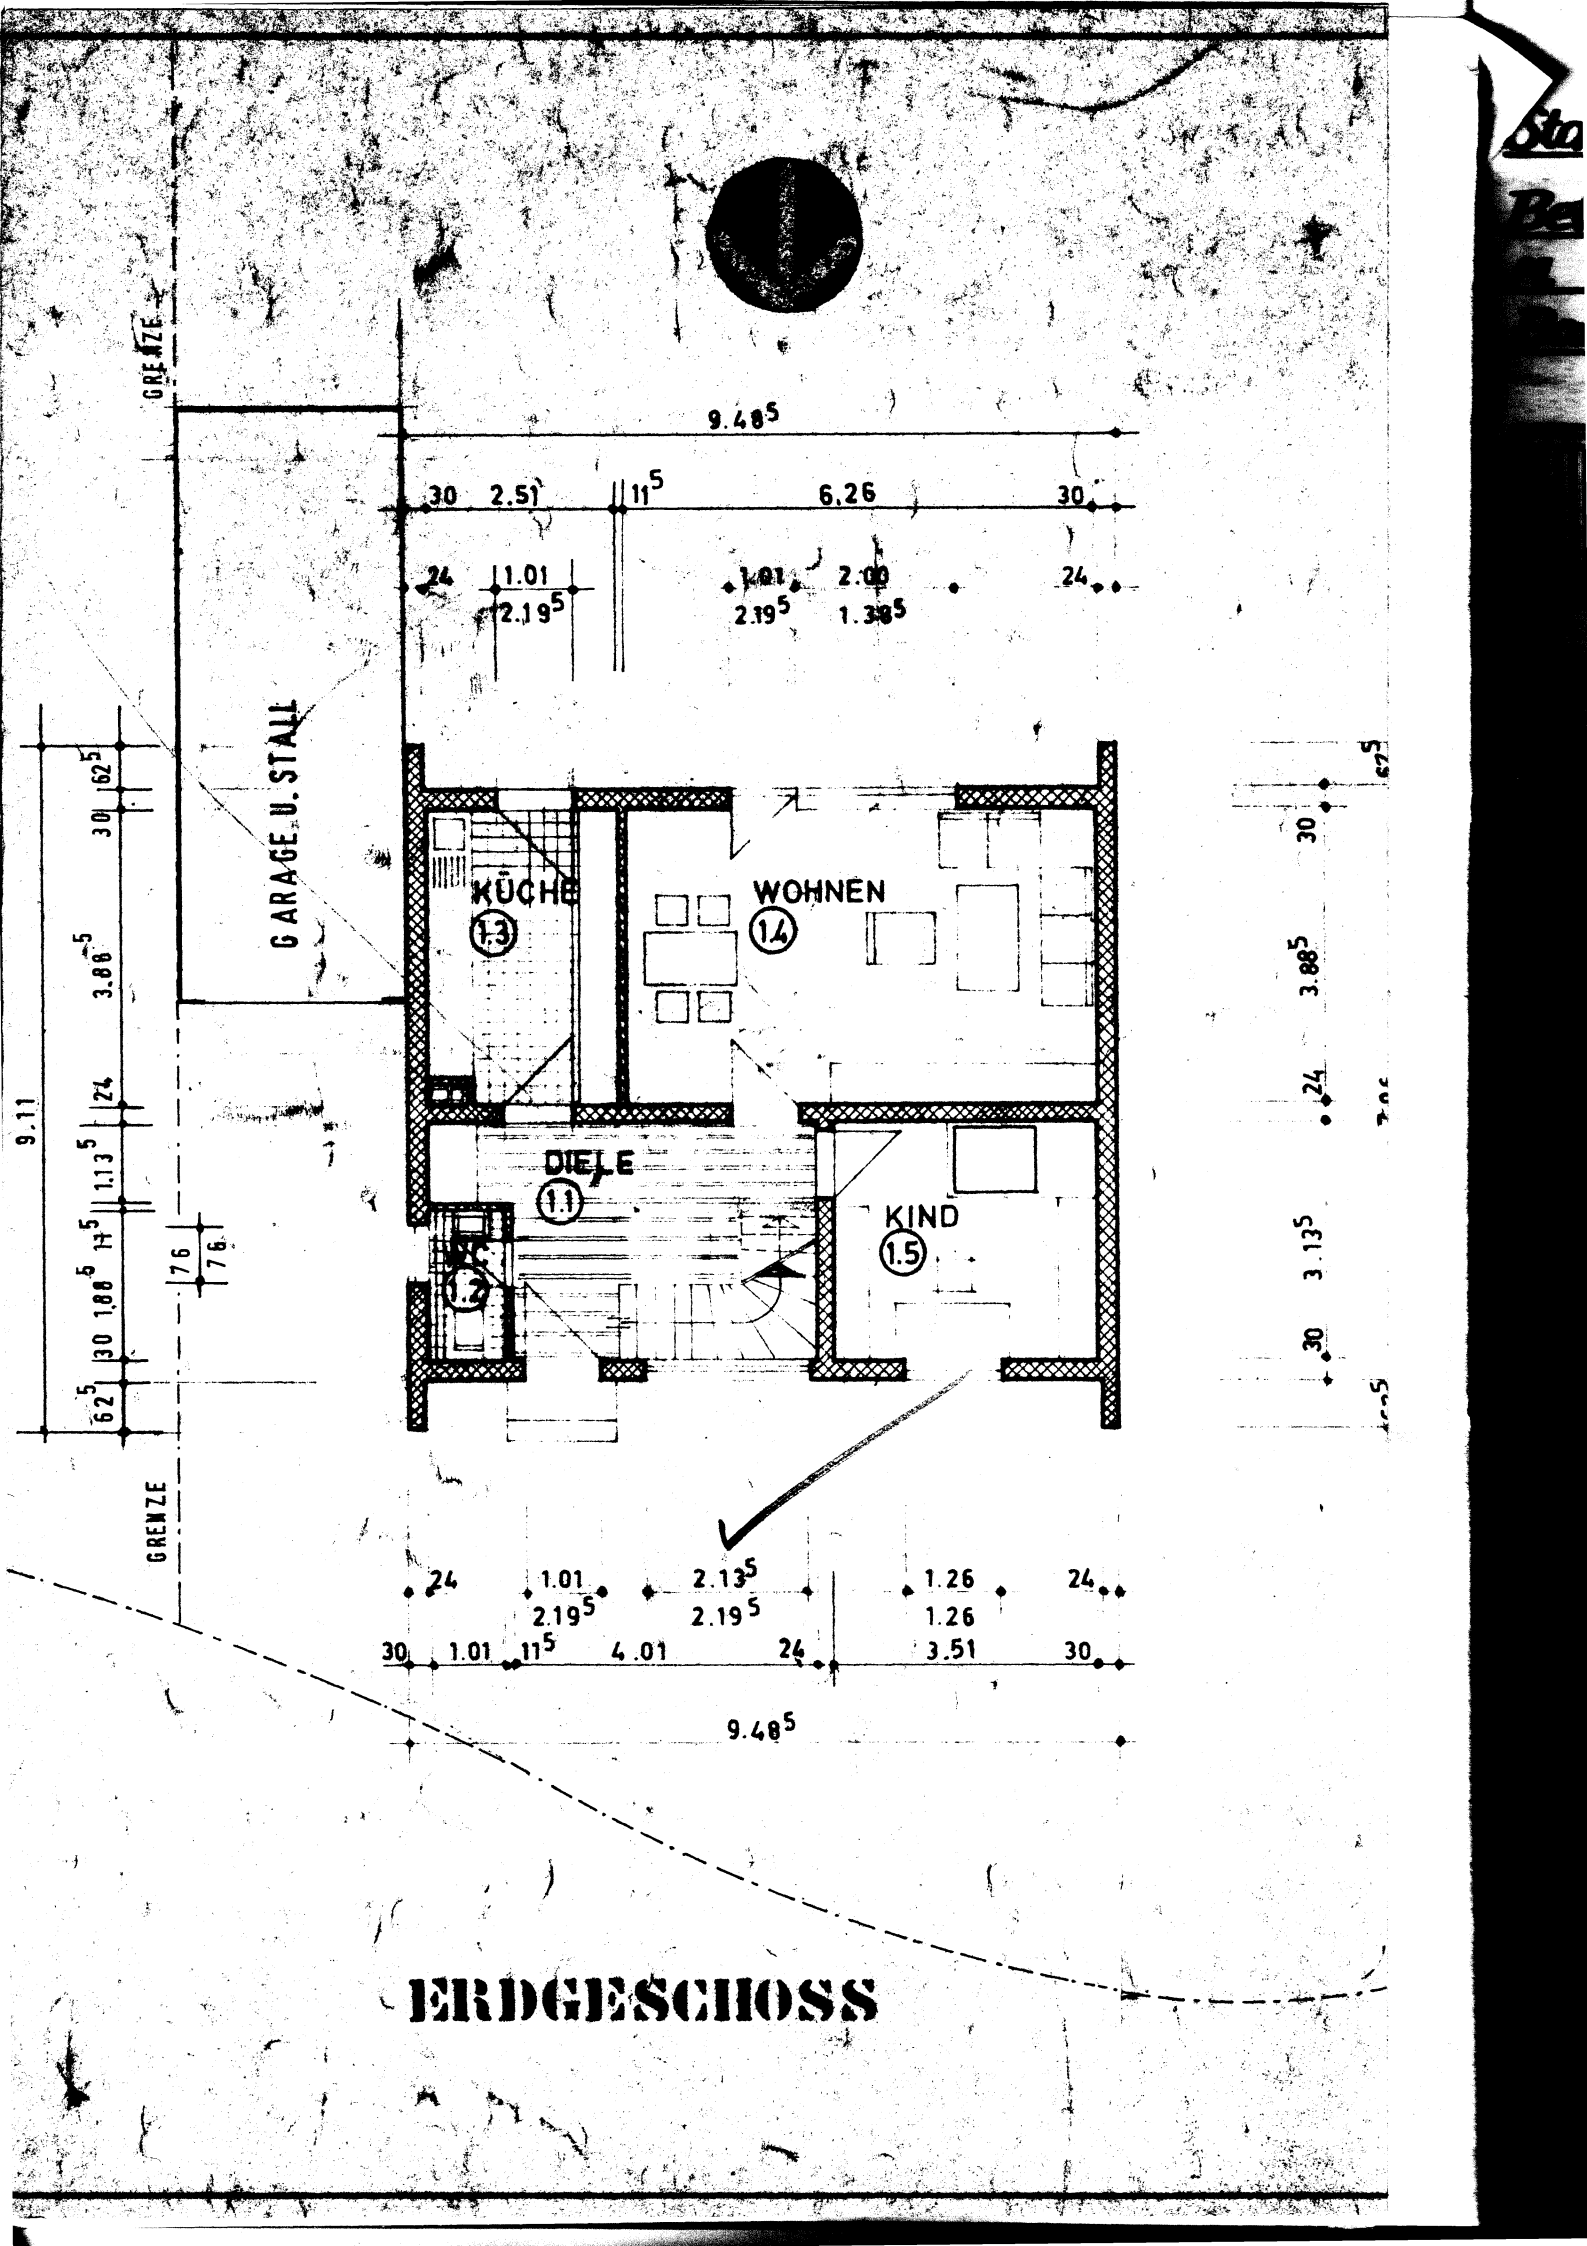 Sta
Be
GRENZE
9.48⁵
30 2.51 11⁵ 6.26 30
24 1.01 1.01 2.00 24
2.19⁵ 2.19⁵ 1.38⁵
GARAGE U. STALL
62⁵
30
3.88⁵
24
1.13⁵
11⁵
1.88⁵
30
62⁵
9.11
76
76
KÜCHE
1.3
WOHNEN
1.4
DIELE
1.1
WC
1.2
KIND
1.5
62⁵
30
3.88⁵
24
3.13⁵
30
GRENZE
24 1.01 2.13⁵ 1.26 24
2.19⁵ 2.19⁵ 1.26
30 1.01 11⁵ 4.01 24 3.51 30
9.48⁵
ERDGESCHOSS